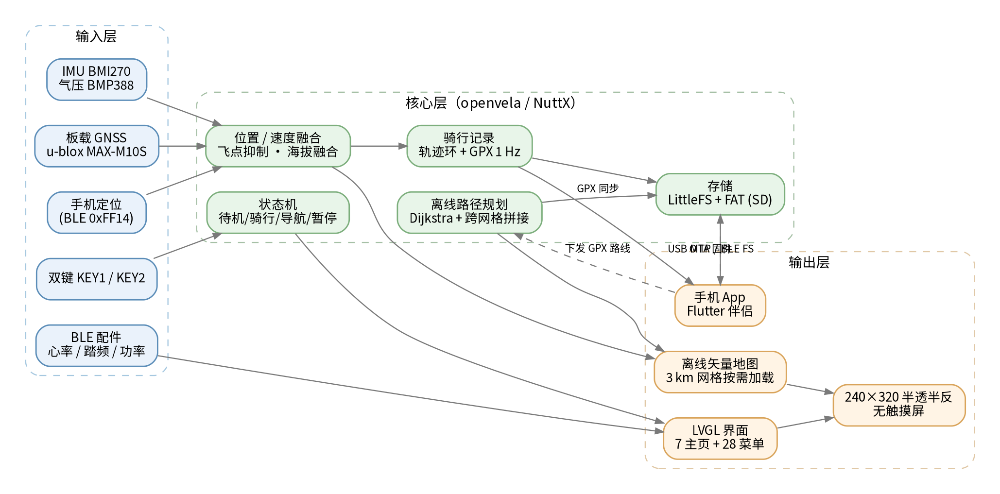 输入层
IMU BMI270
气压 BMP388
板载 GNSS
u-blox MAX-M10S
手机定位
(BLE 0xFF14)
双键 KEY1 / KEY2
BLE 配件
心率 / 踏频 / 功率
核心层（openvela / NuttX）
位置 / 速度融合
飞点抑制 • 海拔融合
状态机
待机/骑行/导航/暂停
骑行记录
轨迹环 + GPX 1 Hz
离线路径规划
Dijkstra + 跨网格拼接
GPX 同步
存储
LittleFS + FAT (SD)
下发 GPX 路线
USB MTP / BLE FS
OTA 固件
输出层
手机 App
Flutter 伴侣
离线矢量地图
3 km 网格按需加载
LVGL 界面
7 主页 + 28 菜单
240×320 半透半反
无触摸屏